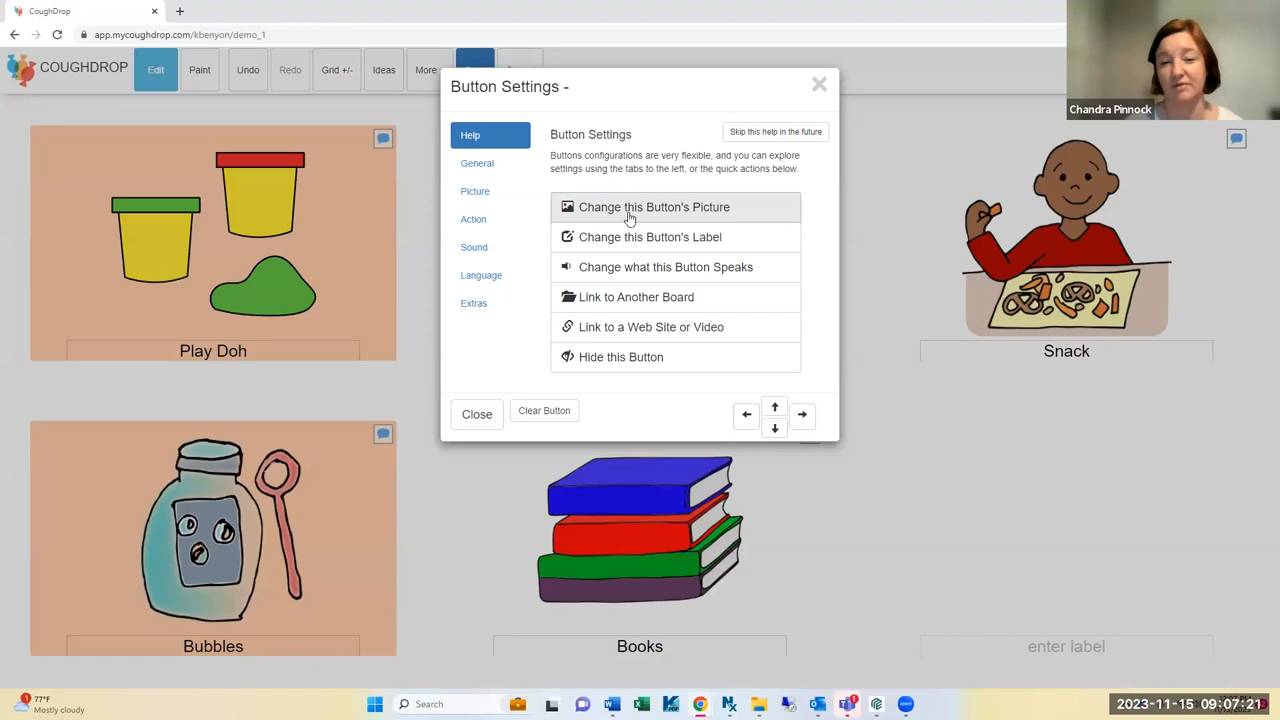 CoughDrop
app.mycoughdrop.com/kbenyon/demo_1
COUGHDROP
Edit
Paint
Undo
Redo
Grid +/-
Ideas
More
Chandra Pinnock
Button Settings -
Help
General
Picture
Action
Sound
Language
Extras
Button Settings
Skip this help in the future
Buttons configurations are very flexible, and you can explore
settings using the tabs to the left, or the quick actions below.
Change this Button's Picture
Change this Button's Label
Change what this Button Speaks
Link to Another Board
Link to a Web Site or Video
Hide this Button
Close
Clear Button
Play Doh
Snack
Bubbles
Books
enter label
1
77°F
Mostly cloudy
Search
1
2023-11-15 09:07:21